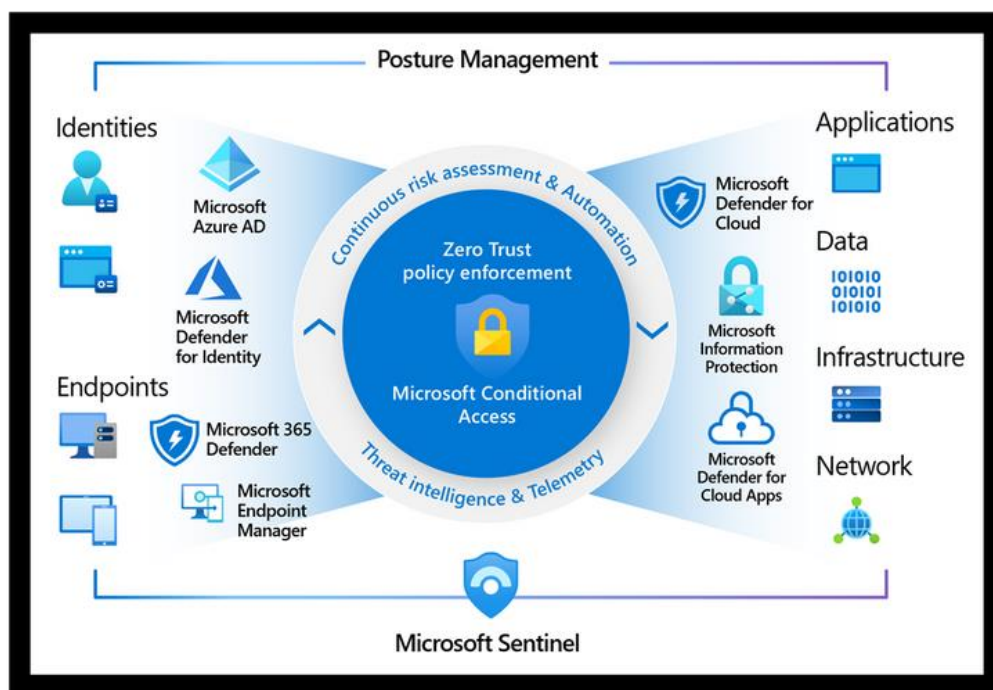 Posture Management
Identities
Microsoft
Azure AD
Microsoft
Defender
for Identity
Endpoints
Microsoft 365
Defender
Microsoft
Endpoint
Manager
Continuous risk assessment & Automation
Zero Trust
policy enforcement
Microsoft Conditional
Access
Threat intelligence & Telemetry
Microsoft
Defender for
Cloud
Microsoft
Information
Protection
Microsoft
Defender for
Cloud Apps
Applications
Data
101010
010101
101010
Infrastructure
Network
Microsoft Sentinel